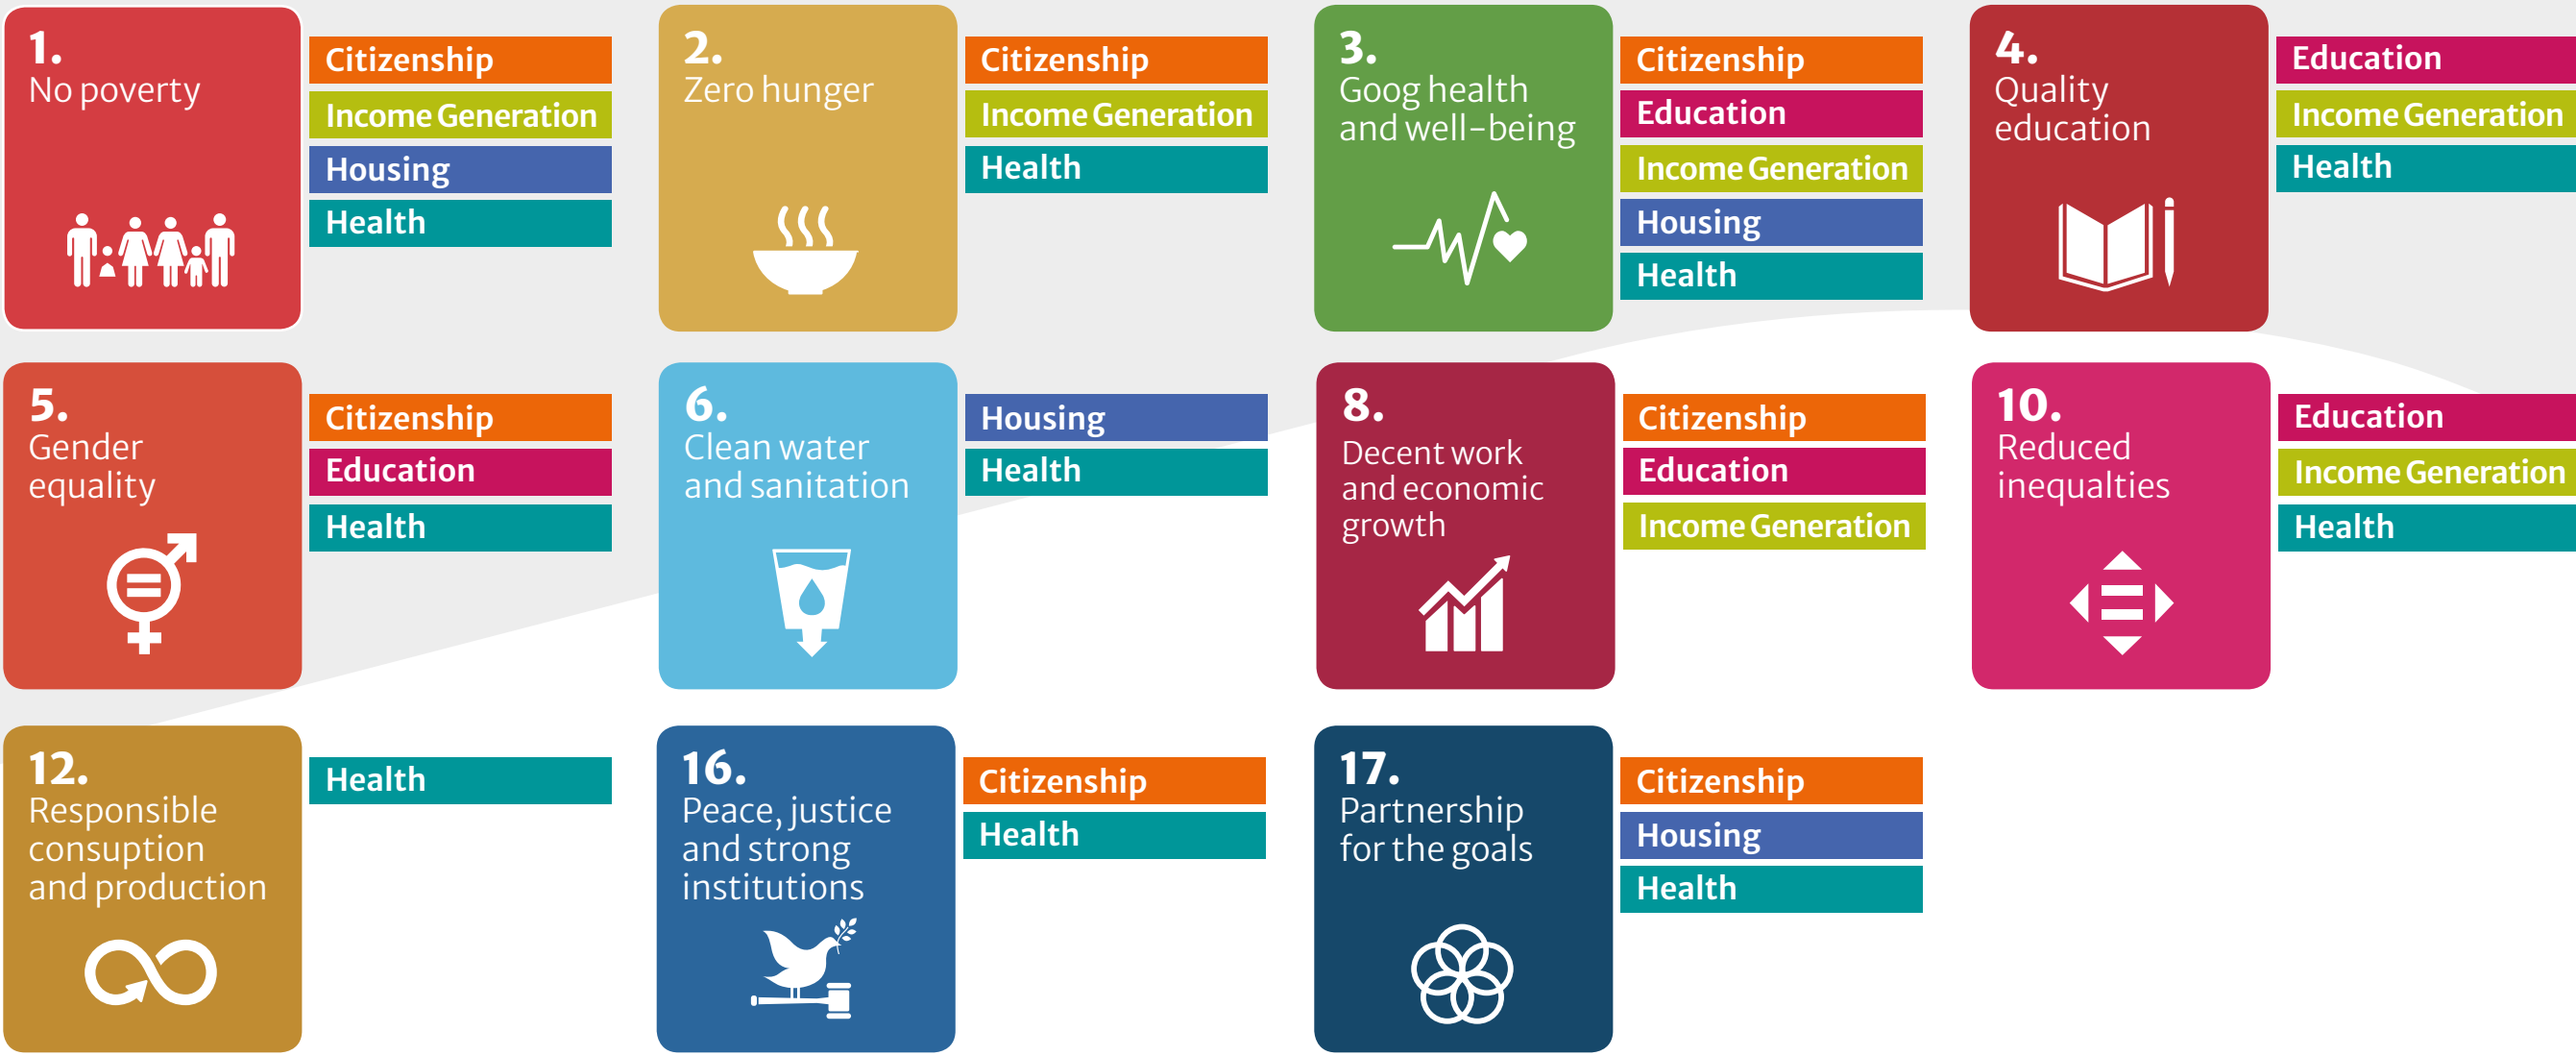 1.
No poverty
Citizenship
Income Generation
Housing
Health
2.
Zero hunger
Citizenship
Income Generation
Health
3.
Goog health
and well-being
Citizenship
Education
Income Generation
Housing
Health
4.
Quality
education
Education
Income Generation
Health
5.
Gender
equality
Citizenship
Education
Health
6.
Clean water
and sanitation
Housing
Health
8.
Decent work
and economic
growth
Citizenship
Education
Income Generation
10.
Reduced
inequalties
Education
Income Generation
Health
12.
Responsible
consuption
and production
Health
16.
Peace, justice
and strong
institutions
Citizenship
Health
17.
Partnership
for the goals
Citizenship
Housing
Health